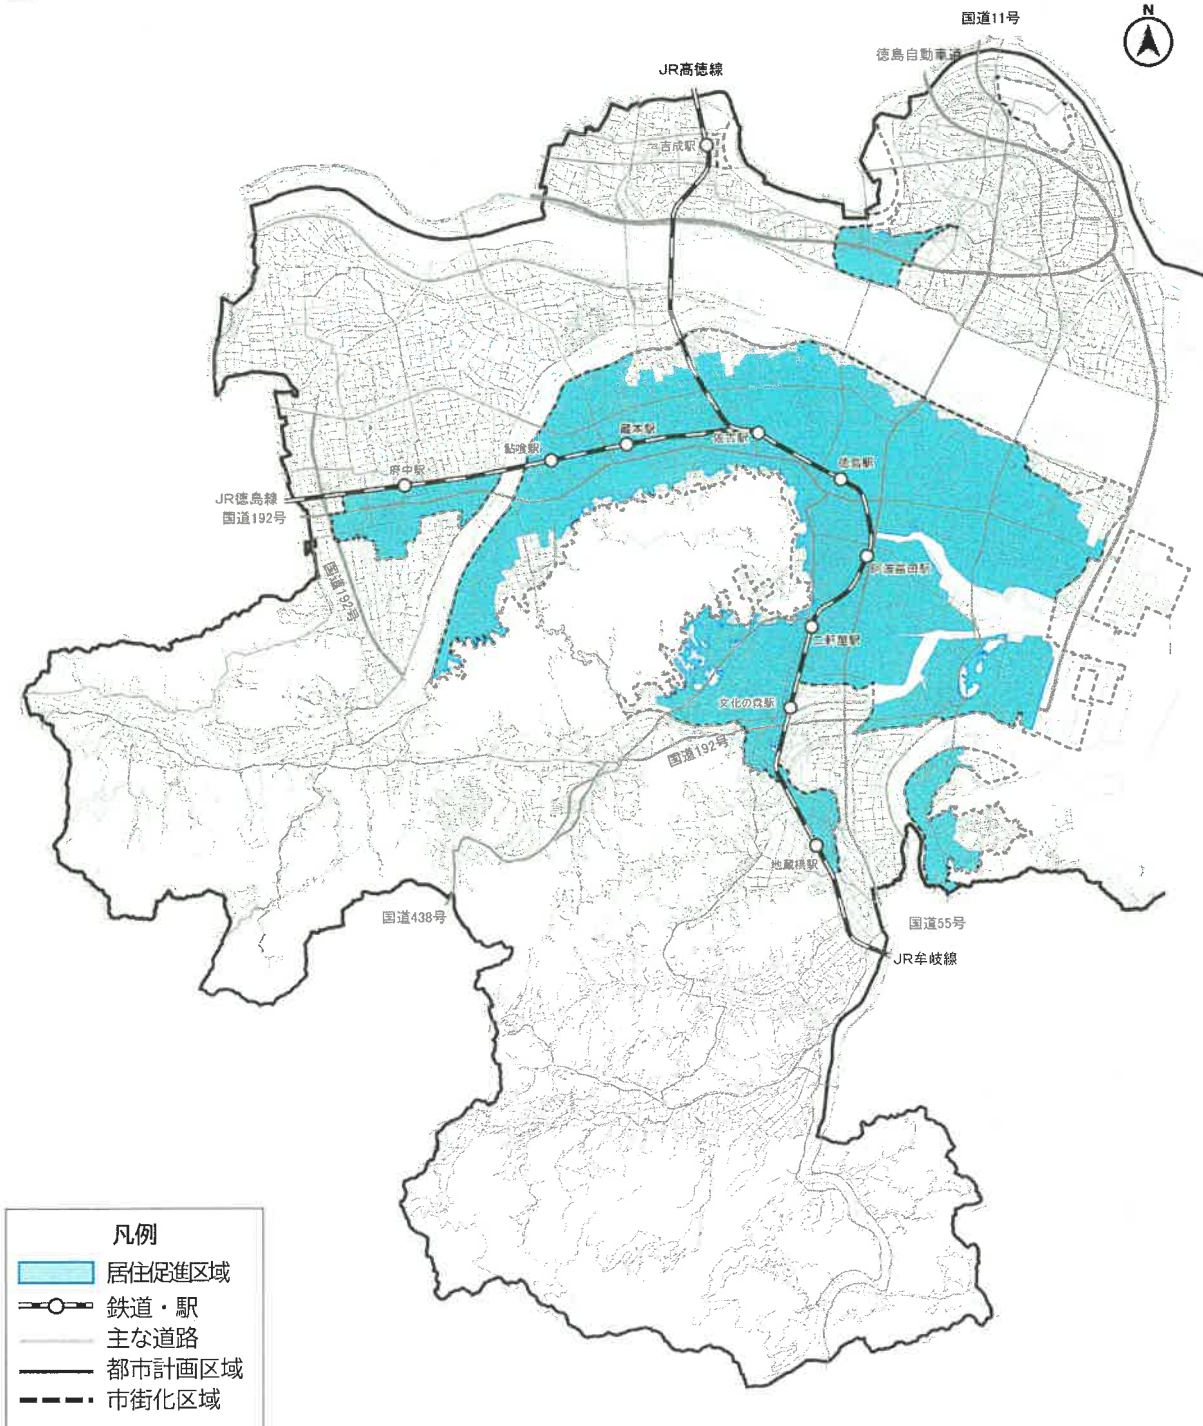 N
国道11号
徳島自動車道
JR高徳線
吉成駅
蔵本駅
鮎喰駅
佐古駅
徳島駅
府中駅
JR徳島線
国道192号
国道192号
阿波富田駅
二軒屋駅
文化の森駅
国道192号
地蔵橋駅
国道438号
国道55号
JR牟岐線
凡例
居住促進区域
鉄道・駅
主な道路
都市計画区域
市街化区域